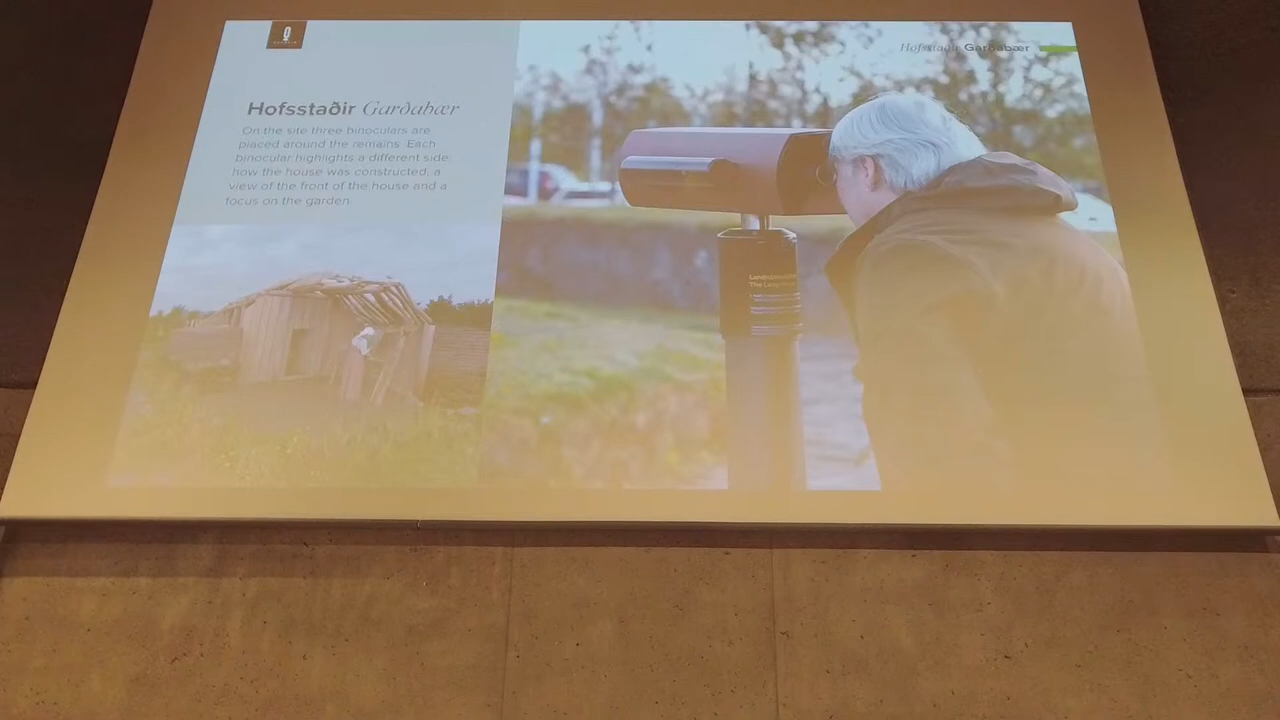 Hofsstaðir Garðabær
Hofsstaðir Garðabær
On the site three binoculars are
placed around the remains. Each
binocular highlights a different side:
how the house was constructed, a
view of the front of the house and a
focus on the garden.